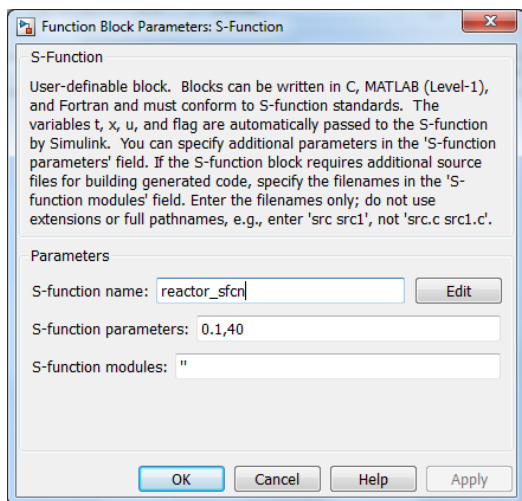 Function Block Parameters: S-Function
S-Function
User-definable block. Blocks can be written in C, MATLAB (Level-1),
and Fortran and must conform to S-function standards. The
variables t, x, u, and flag are automatically passed to the S-function
by Simulink. You can specify additional parameters in the 'S-function
parameters' field. If the S-function block requires additional source
files for building generated code, specify the filenames in the 'S-
function modules' field. Enter the filenames only; do not use
extensions or full pathnames, e.g., enter 'src src1', not 'src.c src1.c'.
Parameters
S-function name: reactor_sfcn Edit
S-function parameters: 0.1,40
S-function modules: ''
OK Cancel Help Apply